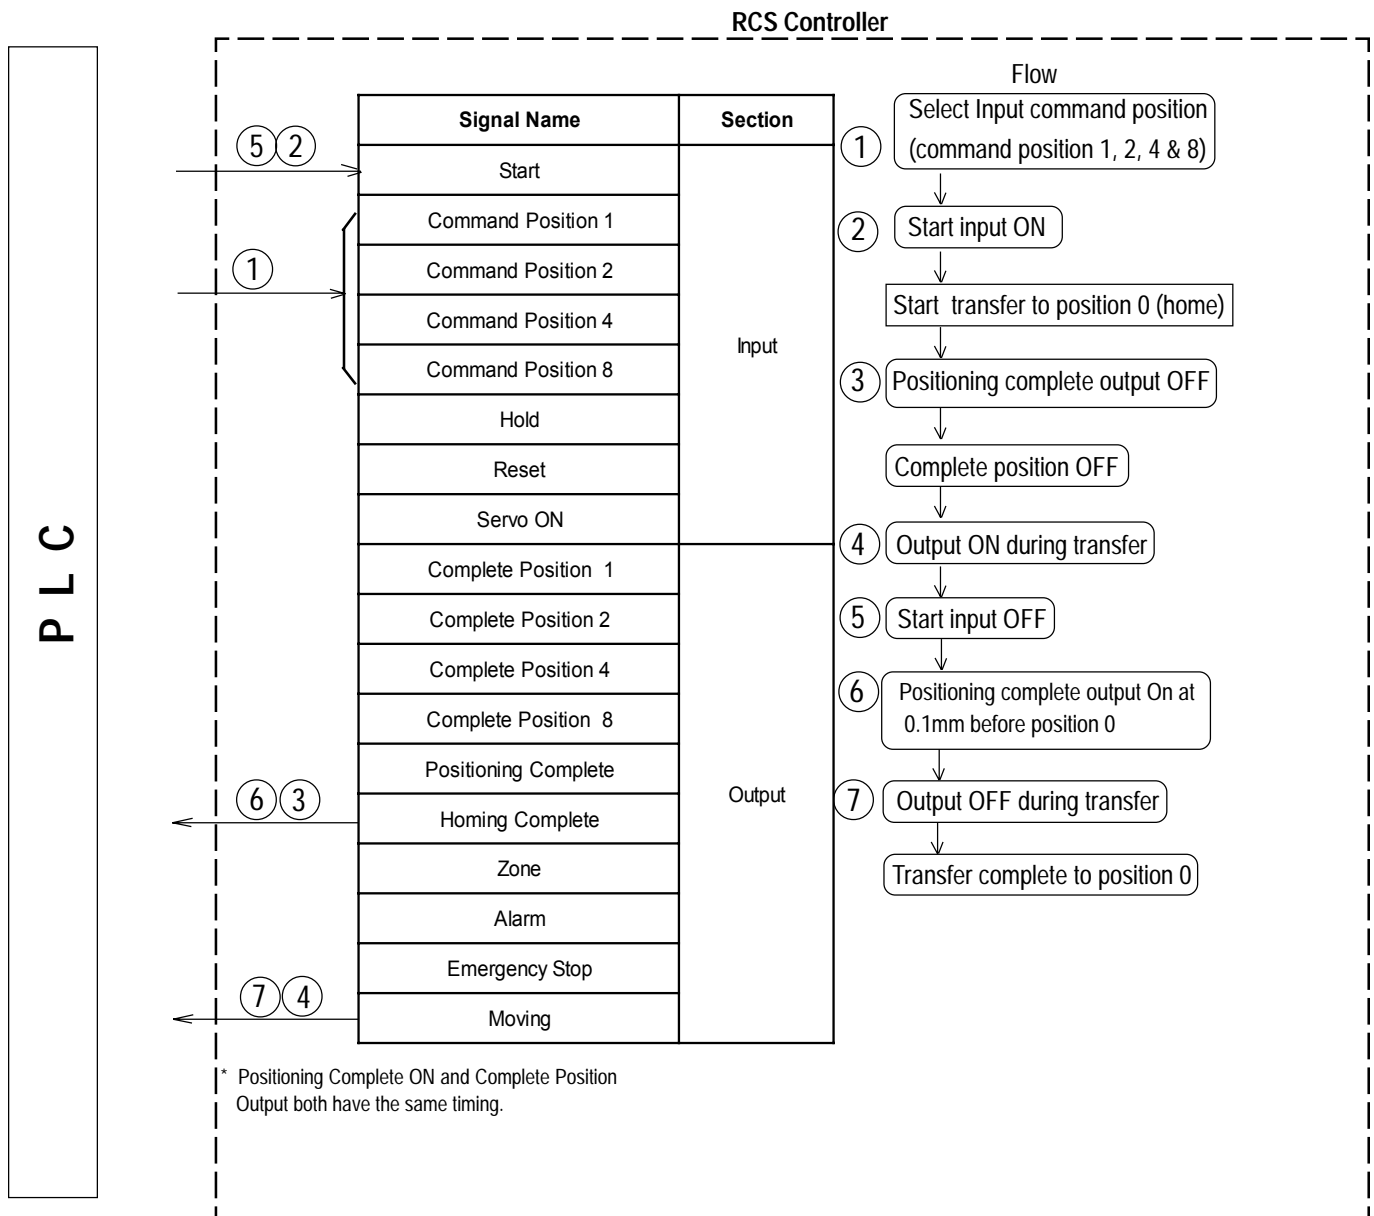 RCS Controller
PLC
Signal Name Section
Start
Command Position 1
Command Position 2
Command Position 4
Command Position 8
Hold
Reset
Servo ON
Input
Complete Position 1
Complete Position 2
Complete Position 4
Complete Position 8
Positioning Complete
Homing Complete
Zone
Alarm
Emergency Stop
Moving
Output
5 2
1
6 3
7 4
* Positioning Complete ON and Complete Position
Output both have the same timing.
Flow
1 Select Input command position
(command position 1, 2, 4 & 8)
2 Start input ON
Start transfer to position 0 (home)
3 Positioning complete output OFF
Complete position OFF
4 Output ON during transfer
5 Start input OFF
6 Positioning complete output On at
0.1mm before position 0
7 Output OFF during transfer
Transfer complete to position 0